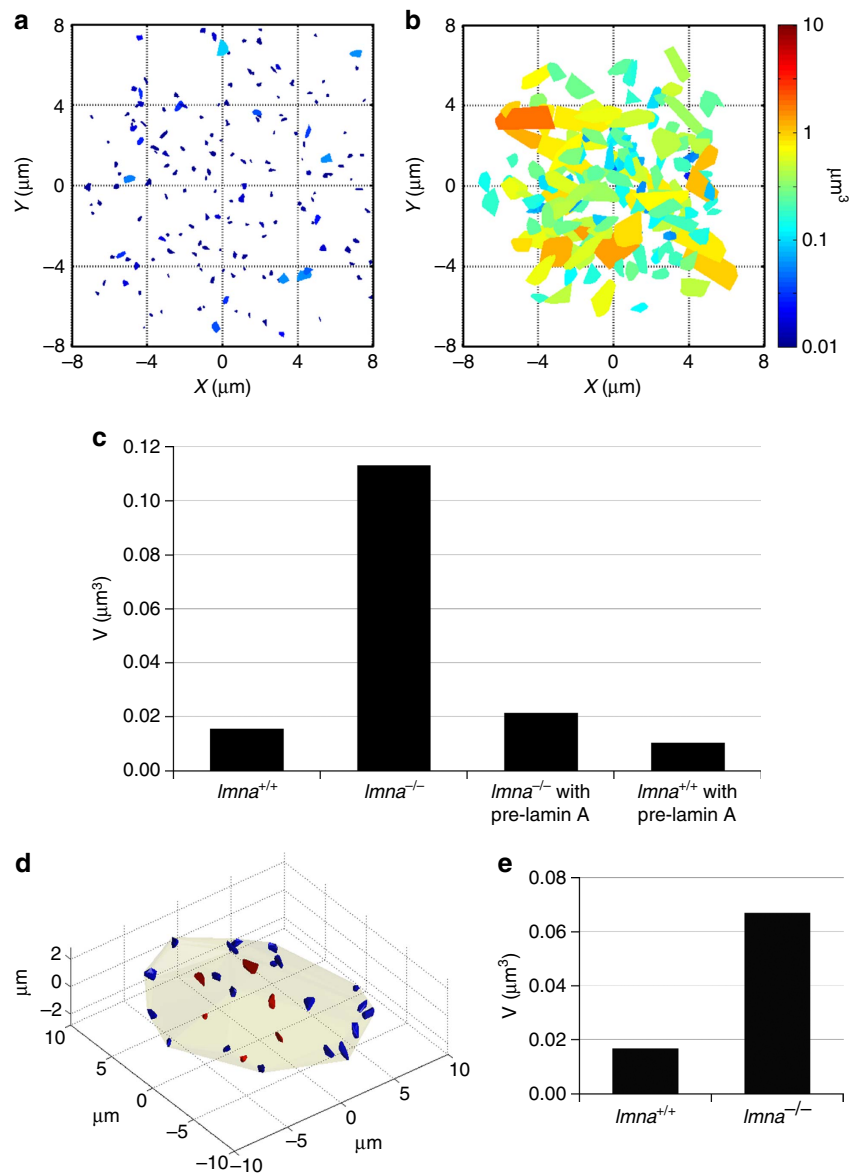 a
8
4
0
−4
−8
Y (μm)
−8 −4 0 4 8
X (μm)
b
8
4
0
−4
−8
Y (μm)
−8 −4 0 4 8
X (μm)
10
1
0.1
0.01
μm³
c
0.12
0.10
0.08
0.06
0.04
0.02
0.00
V (μm³)
lmna+/+
lmna−/−
lmna−/− with
pre-lamin A
lmna+/+ with
pre-lamin A
d
2
0
−2
μm
10
5
0
−5
−10
μm
−10
−5
0
5
10
μm
e
0.08
0.06
0.04
0.02
0.00
V (μm³)
lmna+/+
lmna−/−